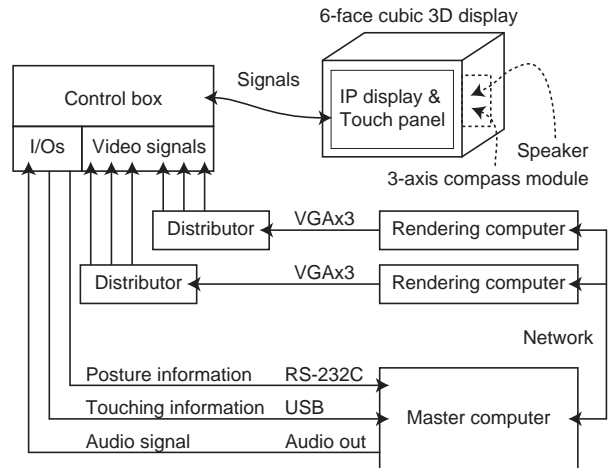 6-face cubic 3D display
Signals
Control box
IP display &
Touch panel
I/Os
Video signals
Speaker
3-axis compass module
Distributor
VGAx3
Rendering computer
Distributor
VGAx3
Rendering computer
Network
Posture information RS-232C
Touching information USB
Master computer
Audio signal Audio out